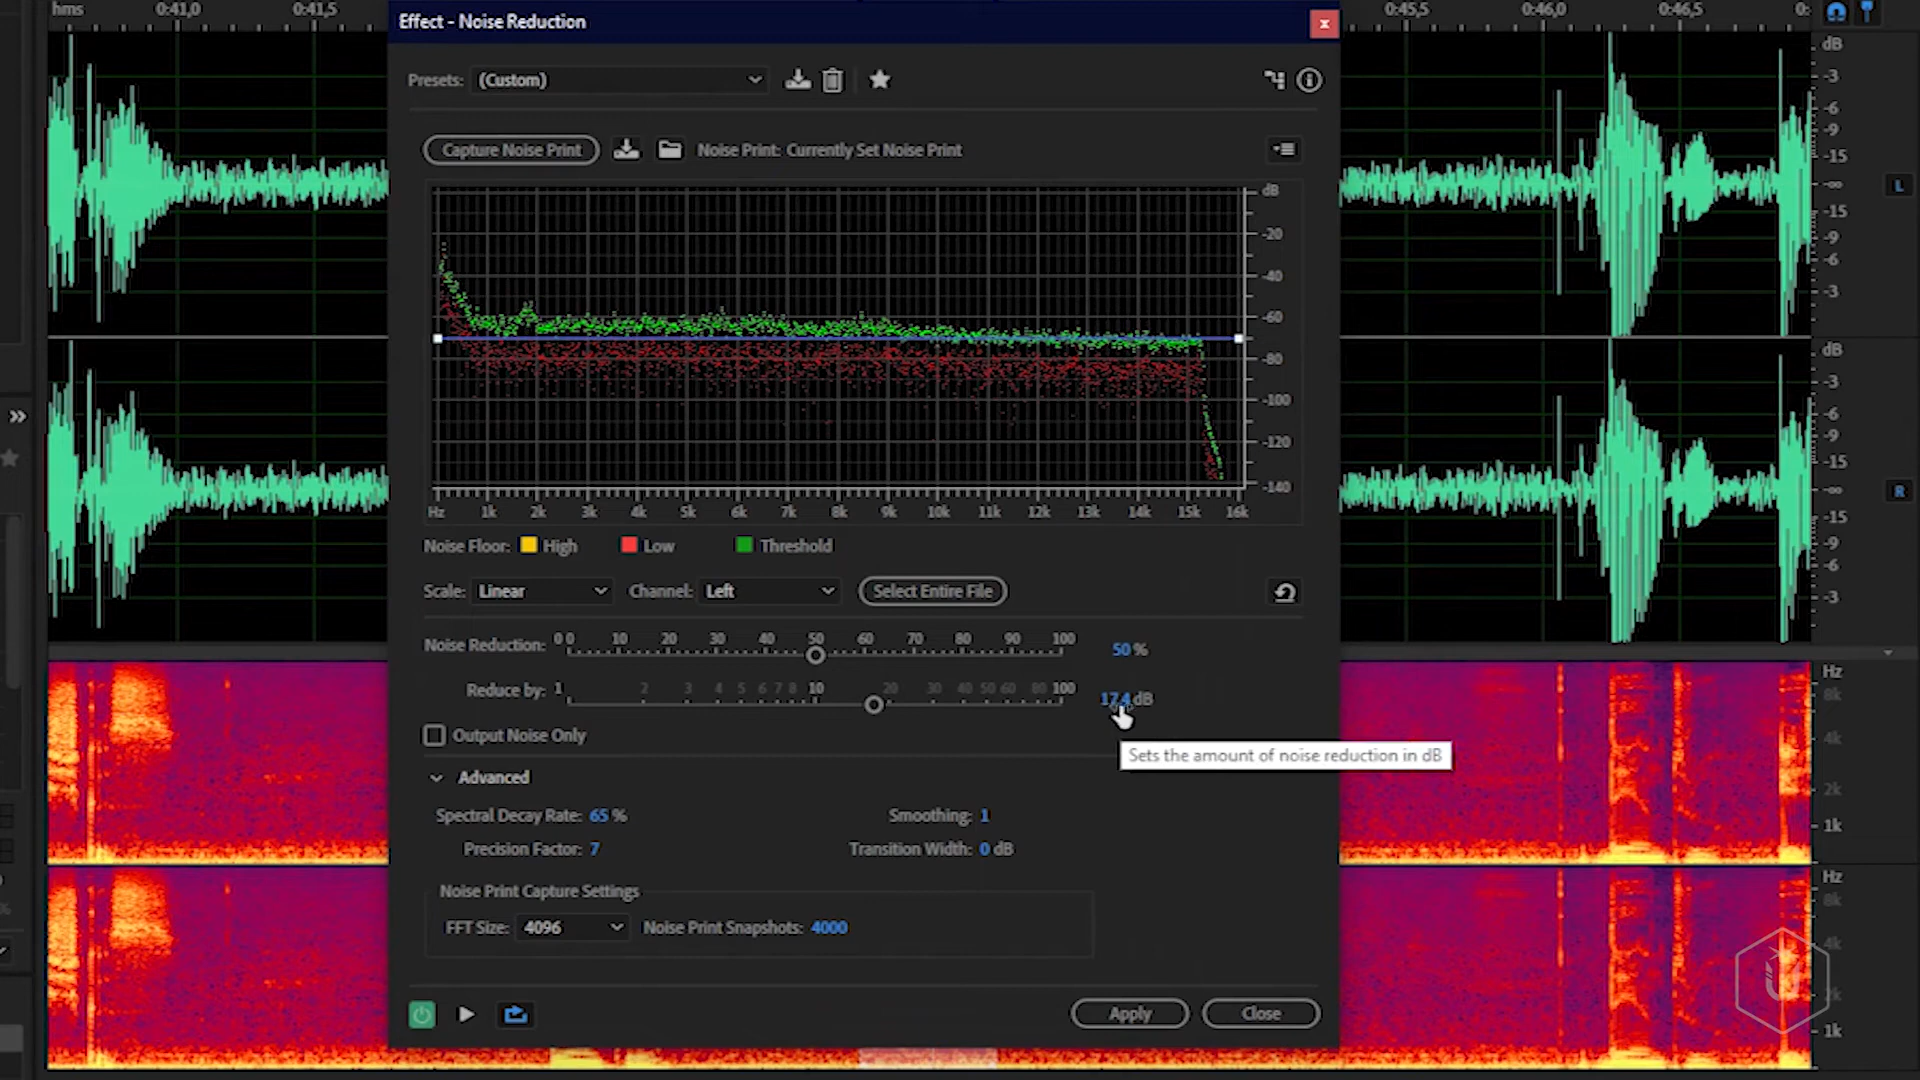 hms 0:41,0 0:41,5 0:45,5 0:46,0 0:46,5 0:
Effect - Noise Reduction
Presets: (Custom)
Capture Noise Print Noise Print: Currently Set Noise Print
dB
-20
-40
-60
-80
-100
-120
-140
Hz 1k 2k 3k 4k 5k 6k 7k 8k 9k 10k 11k 12k 13k 14k 15k 16k
Noise Floor: High Low Threshold
Scale: Linear Channel: Left Select Entire File
Noise Reduction: 0 0 10 20 30 40 50 60 70 80 90 100 50 %
Reduce by: 1 2 3 4 5 6 7 8 10 20 30 40 50 60 80 100 17,4 dB
Output Noise Only
Sets the amount of noise reduction in dB
Advanced
Spectral Decay Rate: 65 % Smoothing: 1
Precision Factor: 7 Transition Width: 0 dB
Noise Print Capture Settings
FFT Size: 4096 Noise Print Snapshots: 4000
Apply Close
dB
-3
-6
-9
-15
-∞
-15
-9
-6
-3
L
dB
-3
-6
-9
-15
-∞
-15
-9
-6
-3
R
Hz
8k
4k
2k
1k
Hz
8k
4k
2k
1k